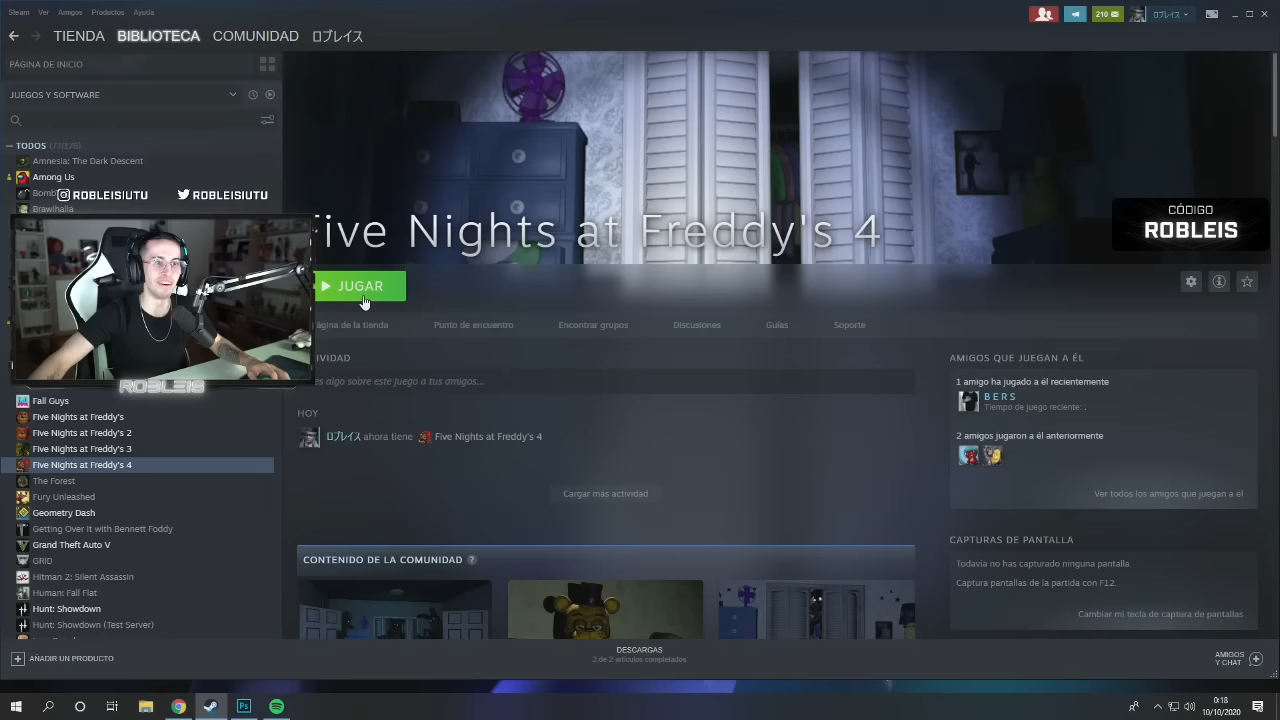 Steam Ver Amigos Productos Ayuda
210 ロブレイス
TIENDA BIBLIOTECA COMUNIDAD ロブレイス
PÁGINA DE INICIO
JUEGOS Y SOFTWARE
TODOS
Amnesia: The Dark Descent
Among Us
ROBLEISIUTU ROBLEISIUTU
Brawlhalla
CÓDIGO
ROBLEIS
Five Nights at Freddy's 4
JUGAR
Página de la tienda Punto de encuentro Encontrar grupos Discusiones Guías Soporte
es algo sobre este juego a tus amigos...
HOY
ロブレイス ahora tiene Five Nights at Freddy's 4
Cargar más actividad
CONTENIDO DE LA COMUNIDAD ?
AMIGOS QUE JUEGAN A ÉL
1 amigo ha jugado a él recientemente
B E R S
Tiempo de juego reciente:
2 amigos jugaron a él anteriormente
Ver todos los amigos que juegan a él
CAPTURAS DE PANTALLA
Todavía no has capturado ninguna pantalla
Captura pantallas de la partida con F12.
Cambiar mi tecla de captura de pantallas
ROBLEIS
Fall Guys
Five Nights at Freddy's
Five Nights at Freddy's 2
Five Nights at Freddy's 3
Five Nights at Freddy's 4
The Forest
Fury Unleashed
Geometry Dash
Getting Over It with Bennett Foddy
Grand Theft Auto V
GRID
Hitman 2: Silent Assassin
Human: Fall Flat
Hunt: Showdown
Hunt: Showdown (Test Server)
AÑADIR UN PRODUCTO
DESCARGAS
2 de 2 artículos completados
AMIGOS
Y CHAT
0:18
10/10/2020